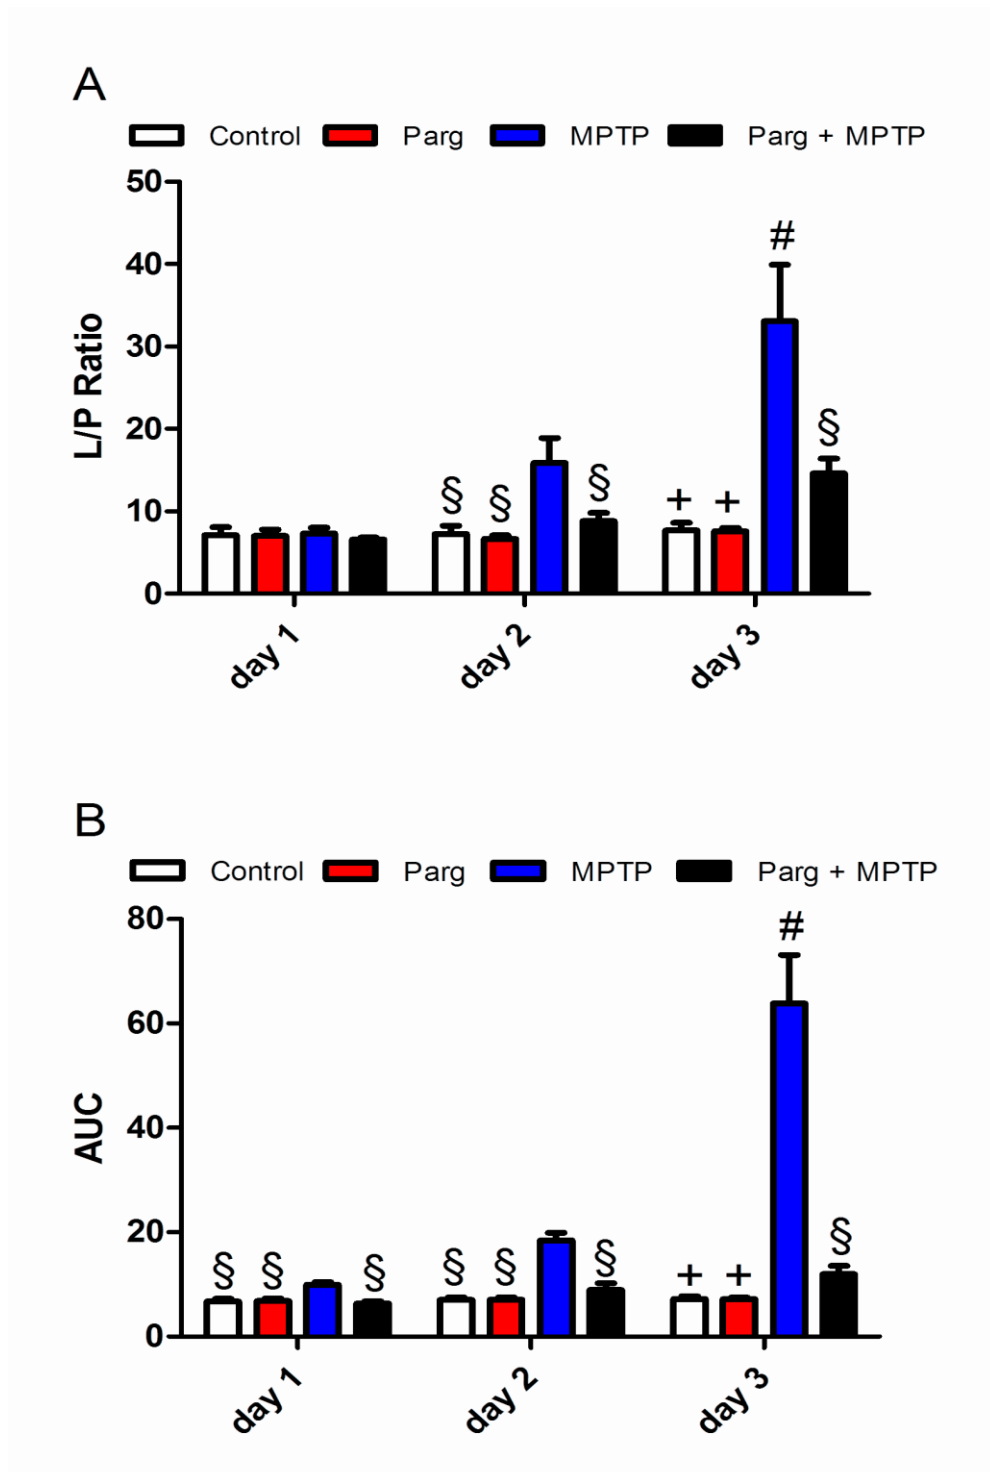 A
Control Parg MPTP Parg + MPTP
50
#
40
30
L/P Ratio
§
20
§ § §
+ +
10
0
day 1 day 2 day 3
B
Control Parg MPTP Parg + MPTP
80
#
60
AUC
40
20
§ § § § § § + + §
0
day 1 day 2 day 3